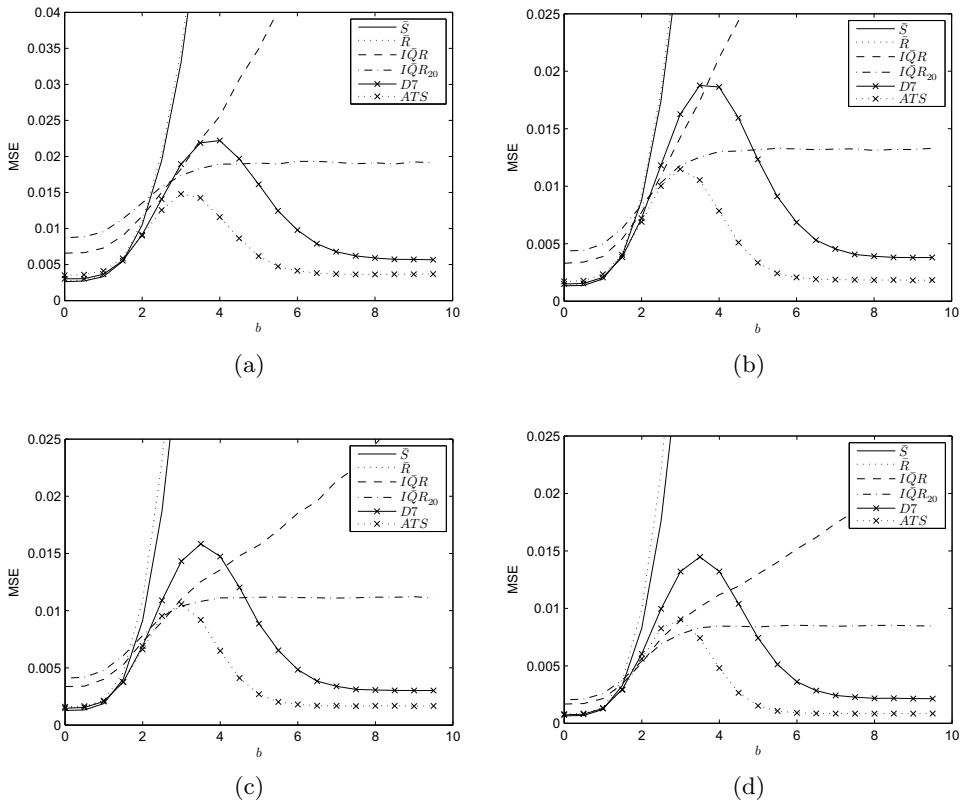 0.04
0.035
0.03
0.025
0.02
0.015
0.01
0.005
0
MSE
0 2 4 6 8 10
b
S̄
R̄
IQ̄R
IQ̄R₂₀
D7
ATS
(a)
0.025
0.02
0.015
0.01
0.005
0
MSE
0 2 4 6 8 10
b
S̄
R̄
IQ̄R
IQ̄R₂₀
D7
ATS
(b)
0.025
0.02
0.015
0.01
0.005
0
MSE
0 2 4 6 8 10
b
S̄
R̄
IQ̄R
IQ̄R₂₀
D7
ATS
(c)
0.025
0.02
0.015
0.01
0.005
0
MSE
0 2 4 6 8 10
b
S̄
R̄
IQ̄R
IQ̄R₂₀
D7
ATS
(d)